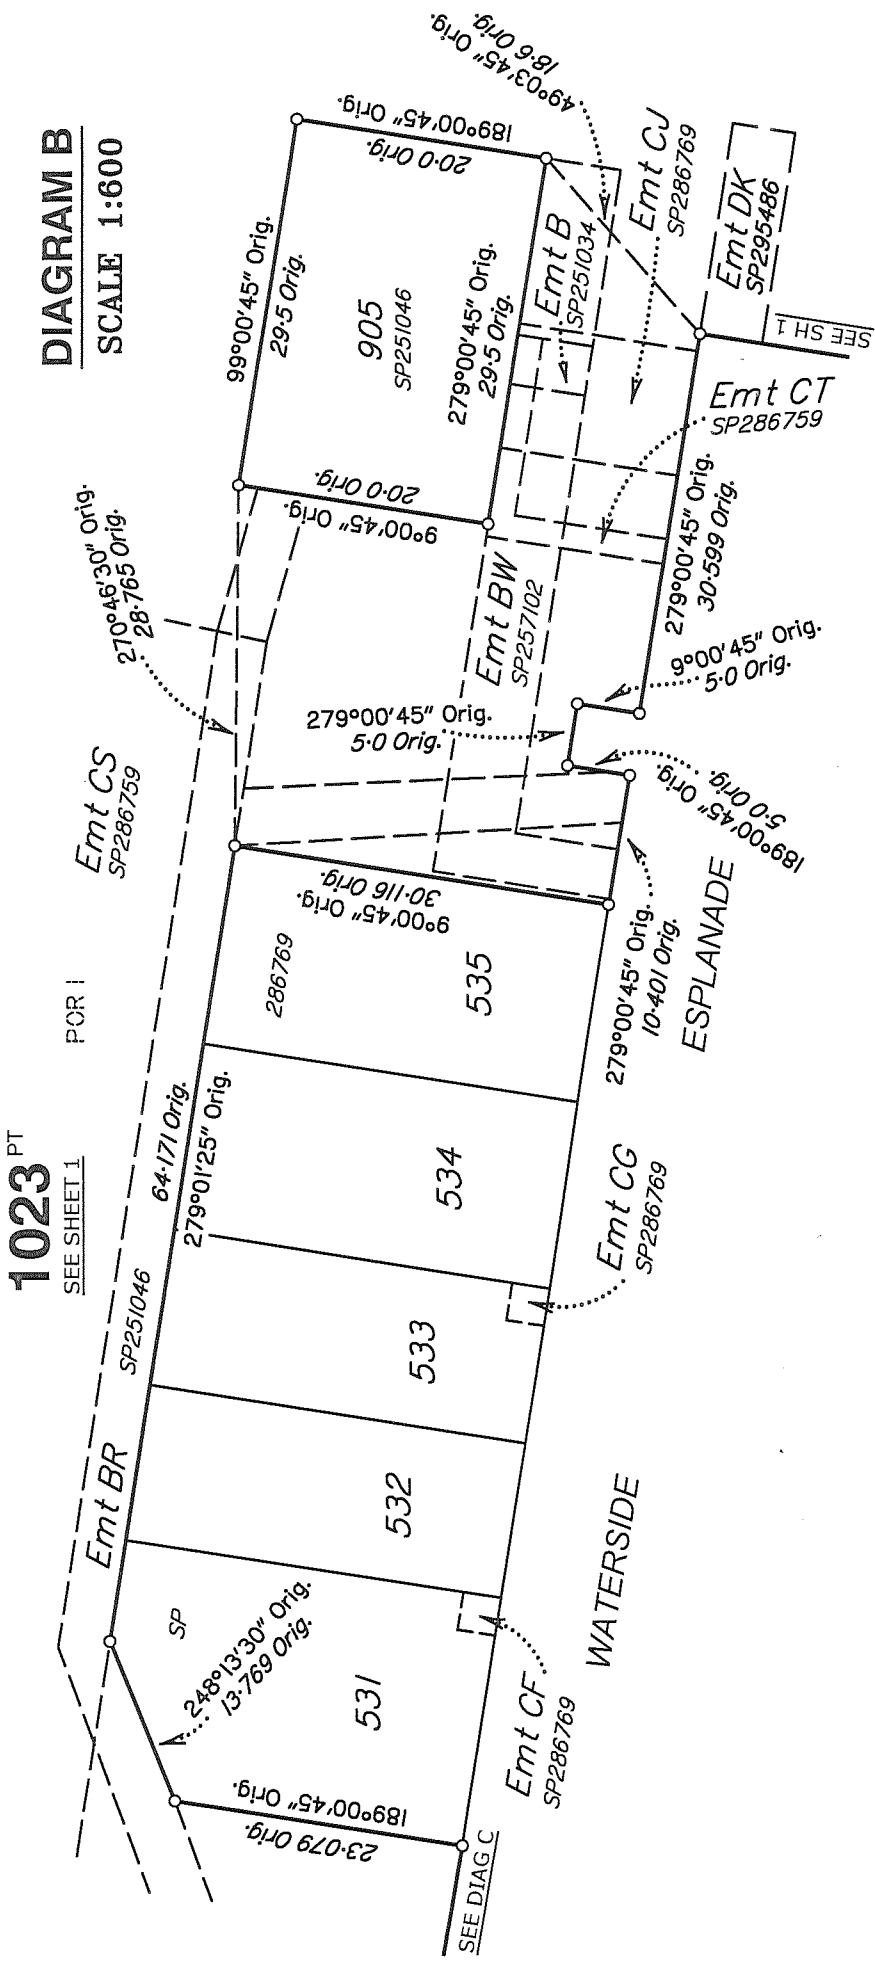 DIAGRAM B
SCALE 1:600
1023 PT
SEE SHEET 1
POR 1
Emt CS
SP286759
270°46'30" Orig.
28·765 Orig.
99°00'45" Orig.
29·5 Orig.
189°00'45" Orig.
20·0 Orig.
49°03'45" Orig.
18·6 Orig.
905
SP251046
279°00'45" Orig.
29·5 Orig.
20·0 Orig.
9°00'45" Orig.
Emt B
SP251034
Emt CJ
SP286769
Emt DK
SP295486
SEE SH 1
Emt CT
SP286759
279°00'45" Orig.
30·599 Orig.
Emt BW
SP257102
9°00'45" Orig.
5·0 Orig.
279°00'45" Orig.
5·0 Orig.
189°00'45" Orig.
5·0 Orig.
279°00'45" Orig.
10·401 Orig.
30·116 Orig.
9°00'45" Orig.
64·171 Orig.
279°01'25" Orig.
Emt BR
SP251046
SP
286769
535
534
533
532
531
Emt CG
SP286769
Emt CF
SP286769
WATERSIDE
ESPLANADE
248°13'30" Orig.
13·769 Orig.
189°00'45" Orig.
23·079 Orig.
SEE DIAG C